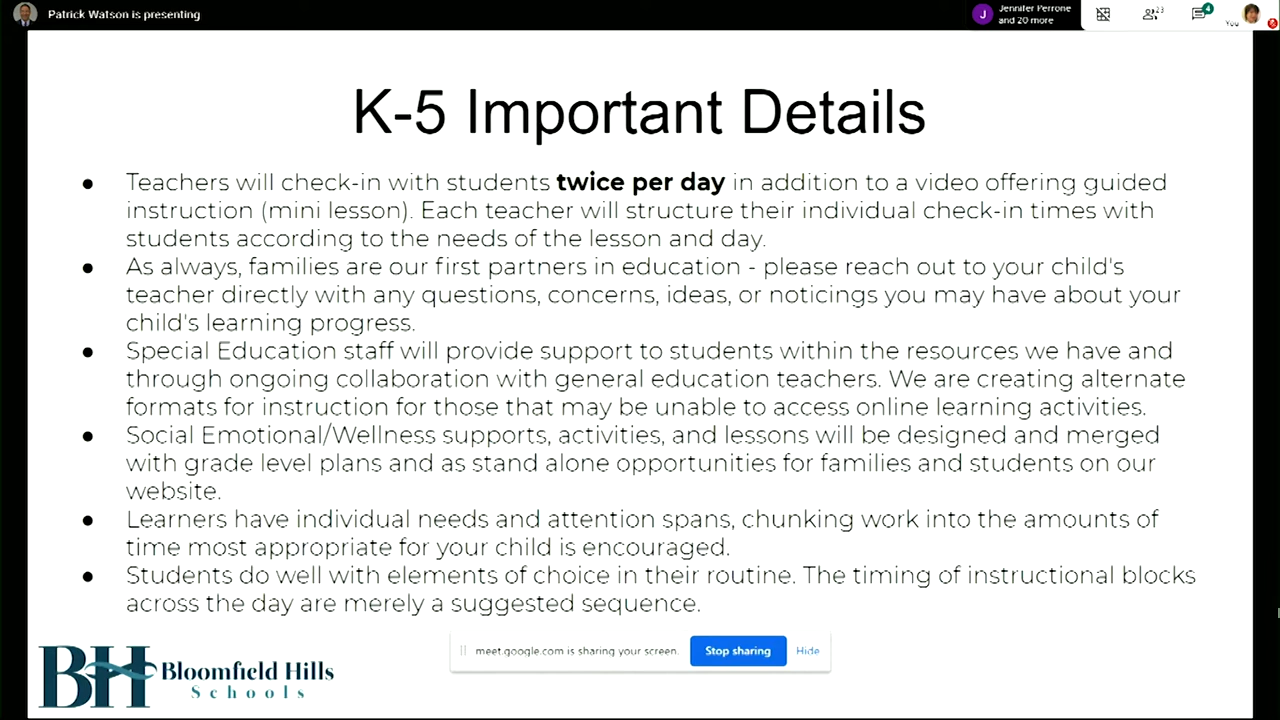 Patrick Watson is presenting
J
Jennifer Perrone
and 20 more
23
4
You
K-5 Important Details
● Teachers will check-in with students twice per day in addition to a video offering guided
instruction (mini lesson). Each teacher will structure their individual check-in times with
students according to the needs of the lesson and day.
● As always, families are our first partners in education - please reach out to your child's
teacher directly with any questions, concerns, ideas, or noticings you may have about your
child's learning progress.
● Special Education staff will provide support to students within the resources we have and
through ongoing collaboration with general education teachers. We are creating alternate
formats for instruction for those that may be unable to access online learning activities.
● Social Emotional/Wellness supports, activities, and lessons will be designed and merged
with grade level plans and as stand alone opportunities for families and students on our
website.
● Learners have individual needs and attention spans, chunking work into the amounts of
time most appropriate for your child is encouraged.
● Students do well with elements of choice in their routine. The timing of instructional blocks
across the day are merely a suggested sequence.
meet.google.com is sharing your screen.
Stop sharing
Hide
BH Bloomfield Hills
Schools